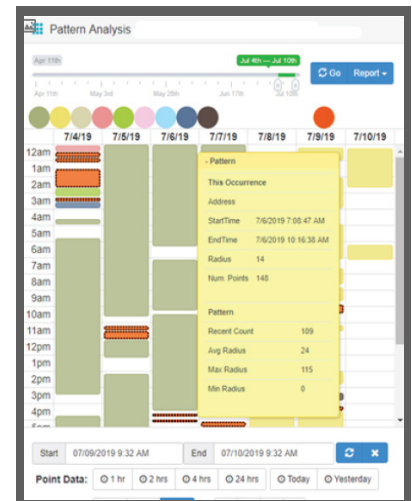 Pattern Analysis
Apr 11th
Jul 4th — Jul 10th
Go Report
Apr 11th May 3rd May 26th Jun 17th Jul 10th
7/4/19 7/5/19 7/6/19 7/7/19 7/8/19 7/9/19 7/10/19
12am
1am
2am
3am
4am
5am
6am
7am
8am
9am
10am
11am
12pm
1pm
2pm
3pm
4pm
5am
- Pattern
This Occurrence
Address
StartTime 7/6/2019 7:08:47 AM
EndTime 7/6/2019 10:16:38 AM
Radius 14
Num. Points 148
Pattern
Recent Count 109
Avg Radius 24
Max Radius 115
Min Radius 0
Start 07/09/2019 9:32 AM End 07/10/2019 9:32 AM
Point Data: 1 hr 2 hrs 4 hrs 24 hrs Today Yesterday